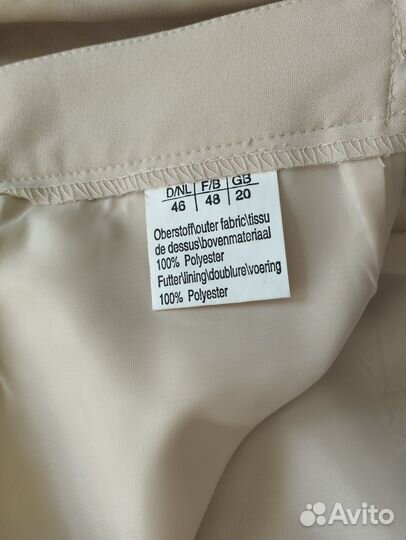 D/NL F/B GB
46 48 20
Oberstoff\outer fabric\tissu
de dessus\bovenmateriaal
100% Polyester
Futter\lining\doublure\voering
100% Polyester
Avito